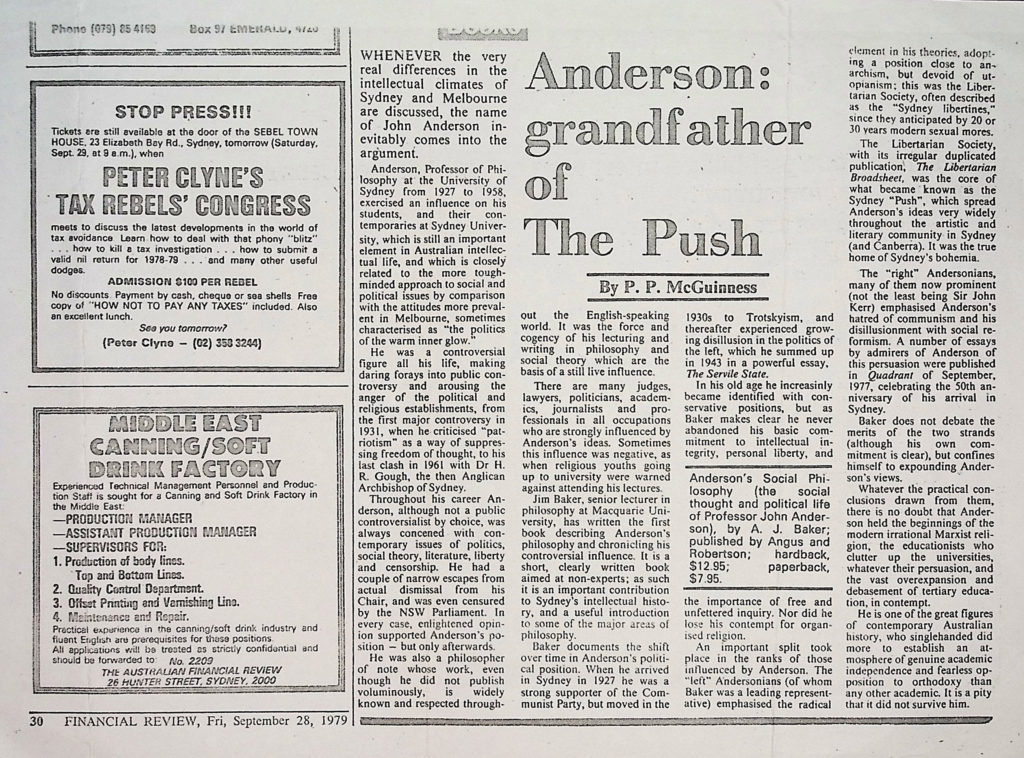 Phone (079) 85 4163 Box 97 EMERALD, 4720
STOP PRESS!!!
Tickets are still available at the door of the SEBEL TOWN
HOUSE, 23 Elizabeth Bay Rd., Sydney, tomorrow (Saturday,
Sept. 29, at 9 a.m.), when
PETER CLYNE'S
TAX REBELS' CONGRESS
meets to discuss the latest developments in the world of
tax avoidance. Learn how to deal with that phony "blitz"
. . . how to kill a tax investigation . . . how to submit a
valid nil return for 1978-79 . . . and many other useful
dodges.
ADMISSION $100 PER REBEL
No discounts. Payment by cash, cheque or sea shells. Free
copy of "HOW NOT TO PAY ANY TAXES" included. Also
an excellent lunch.
See you tomorrow?
(Peter Clyne — (02) 358 3244)
MIDDLE EAST
CANNING/SOFT
DRINK FACTORY
Experienced Technical Management Personnel and Produc-
tion Staff is sought for a Canning and Soft Drink Factory in
the Middle East:
—PRODUCTION MANAGER
—ASSISTANT PRODUCTION MANAGER
—SUPERVISORS FOR:
1. Production of body lines.
Top and Bottom Lines.
2. Quality Control Department.
3. Offset Printing and Varnishing Line.
4. Maintenance and Repair.
Practical experience in the canning/soft drink industry and
fluent English are prerequisites for these positions.
All applications will be treated as strictly confidential and
should be forwarded to: No. 2209
THE AUSTRALIAN FINANCIAL REVIEW
26 HUNTER STREET, SYDNEY, 2000
30 FINANCIAL REVIEW, Fri, September 28, 1979
BOOKS
Anderson:
grandfather
of
The Push
By P. P. McGuinness
WHENEVER the very
real differences in the
intellectual climates of
Sydney and Melbourne
are discussed, the name
of John Anderson in-
evitably comes into the
argument.
Anderson, Professor of Phi-
losophy at the University of
Sydney from 1927 to 1958,
exercised an influence on his
students, and their con-
temporaries at Sydney Univer-
sity, which is still an important
element in Australian intellec-
tual life, and which is closely
related to the more tough-
minded approach to social and
political issues by comparison
with the attitudes more preval-
ent in Melbourne, sometimes
characterised as "the politics
of the warm inner glow."
He was a controversial
figure all his life, making
daring forays into public con-
troversy and arousing the
anger of the political and
religious establishments, from
the first major controversy in
1931, when he criticised "pat-
riotism" as a way of suppres-
sing freedom of thought, to his
last clash in 1961 with Dr H.
R. Gough, the then Anglican
Archbishop of Sydney.
Throughout his career An-
derson, although not a public
controversialist by choice, was
always concerned with con-
temporary issues of politics,
social theory, literature, liberty
and censorship. He had a
couple of narrow escapes from
actual dismissal from his
Chair, and was even censured
by the NSW Parliament. In
every case, enlightened opin-
ion supported Anderson's po-
sition — but only afterwards.
He was also a philosopher
of note whose work, even
though he did not publish
voluminously, is widely
known and respected through-
out the English-speaking
world. It was the force and
cogency of his lecturing and
writing in philosophy and
social theory which are the
basis of a still live influence.
There are many judges,
lawyers, politicians, academ-
ics, journalists and pro-
fessionals in all occupations
who are strongly influenced by
Anderson's ideas. Sometimes
this influence was negative, as
when religious youths going
up to university were warned
against attending his lectures.
Jim Baker, senior lecturer in
philosophy at Macquarie Uni-
versity, has written the first
book describing Anderson's
philosophy and chronicling his
controversial influence. It is a
short, clearly written book
aimed at non-experts; as such
it is an important contribution
to Sydney's intellectual histo-
ry, and a useful introduction
to some of the major areas of
philosophy.
Baker documents the shift
over time in Anderson's politi-
cal position. When he arrived
in Sydney in 1927 he was a
strong supporter of the Com-
munist Party, but moved in the
1930s to Trotskyism, and
thereafter experienced grow-
ing disillusion in the politics of
the left, which he summed up
in 1943 in a powerful essay,
The Servile State.
In his old age he increasinly
became identified with con-
servative positions, but as
Baker makes clear he never
abandoned his basic com-
mitment to intellectual in-
tegrity, personal liberty, and
Anderson's Social Phi-
losophy (the social
thought and political life
of Professor John Ander-
son), by A. J. Baker;
published by Angus and
Robertson; hardback,
$12.95; paperback,
$7.95.
the importance of free and
unfettered inquiry. Nor did he
lose his contempt for organ-
ised religion.
An important split took
place in the ranks of those
influenced by Anderson. The
"left" Andersonians (of whom
Baker was a leading represent-
ative) emphasised the radical
element in his theories, adopt-
ing a position close to an-
archism, but devoid of ut-
opianism; this was the Liber-
tarian Society, often described
as the "Sydney libertines,"
since they anticipated by 20 or
30 years modern sexual mores.
The Libertarian Society,
with its irregular duplicated
publication, The Libertarian
Broadsheet, was the core of
what became known as the
Sydney "Push", which spread
Anderson's ideas very widely
throughout the artistic and
literary community in Sydney
(and Canberra). It was the true
home of Sydney's bohemia.
The "right" Andersonians,
many of them now prominent
(not the least being Sir John
Kerr) emphasised Anderson's
hatred of communism and his
disillusionment with social re-
formism. A number of essays
by admirers of Anderson of
this persuasion were published
in Quadrant of September,
1977, celebrating the 50th an-
niversary of his arrival in
Sydney.
Baker does not debate the
merits of the two strands
(although his own com-
mitment is clear), but confines
himself to expounding Ander-
son's views.
Whatever the practical con-
clusions drawn from them,
there is no doubt that Ander-
son held the beginnings of the
modern irrational Marxist reli-
gion, the educationists who
clutter up the universities,
whatever their persuasion, and
the vast overexpansion and
debasement of tertiary educa-
tion, in contempt.
He is one of the great figures
of contemporary Australian
history, who singlehanded did
more to establish an at-
mosphere of genuine academic
independence and fearless oppo-
sition to orthodoxy than
any other academic. It is a pity
that it did not survive him.